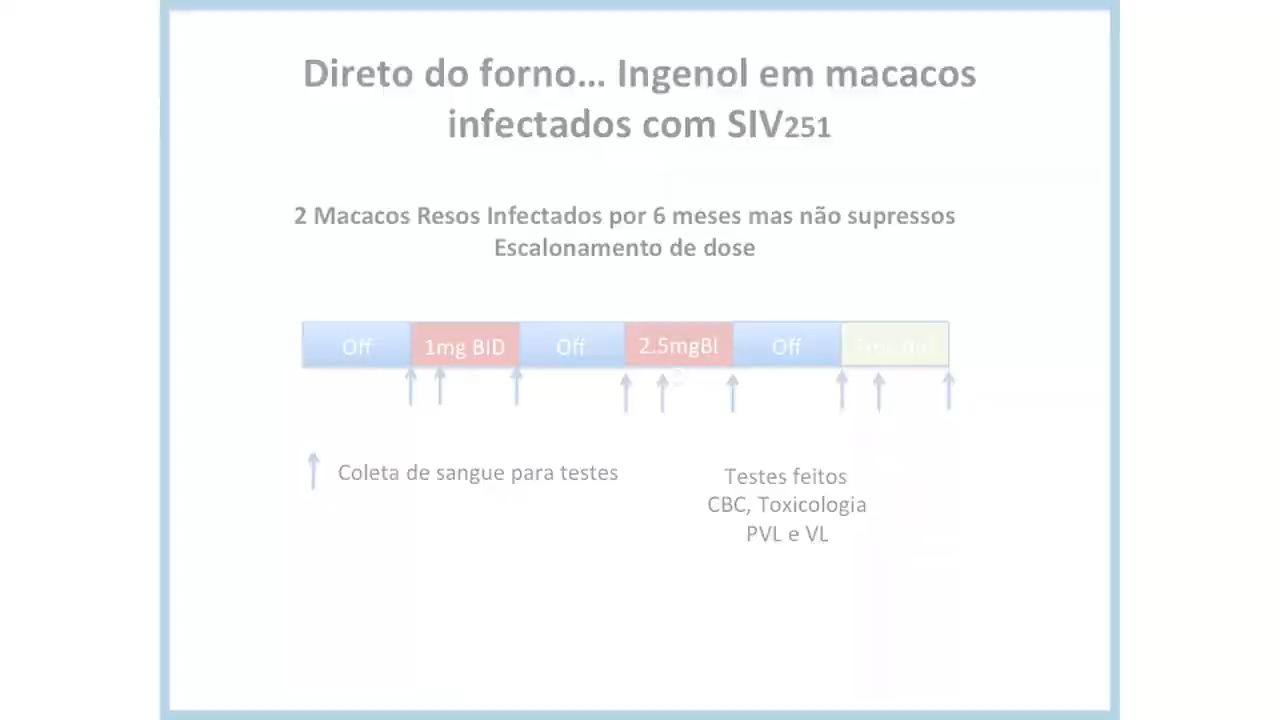 Direto do forno... Ingenol em macacos
infectados com SIV251
2 Macacos Resos Infectados por 6 meses mas não supressos
Escalonamento de dose
Off
1mg BID
Off
2.5mgBI
Off
Coleta de sangue para testes
Testes feitos
CBC, Toxicologia
PVL e VL